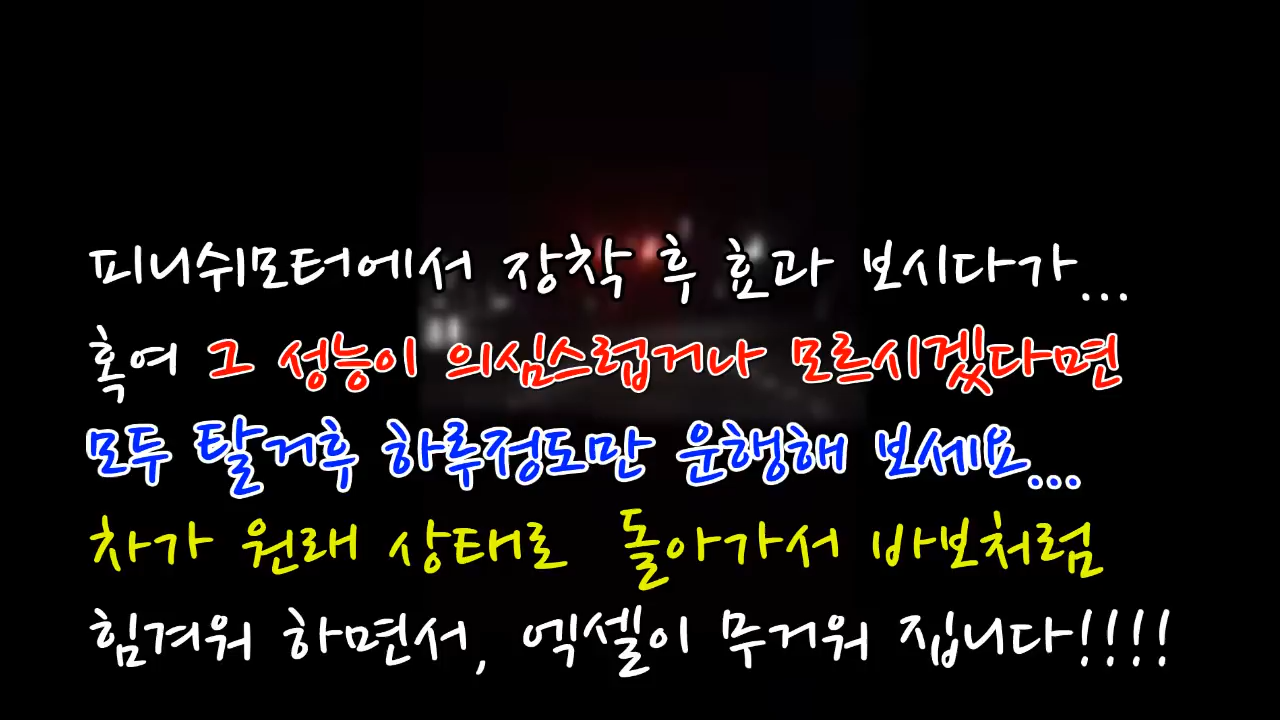 피니쉬모터에서 장착 후 효과 보시다가...
혹여 그 성능이 의심스럽거나 모르시겠다면
모두 탈거후 하루정도만 운행해 보세요...
차가 원래 상태로 돌아가서 바보처럼
힘겨워 하면서, 엑셀이 무거워 집니다!!!!